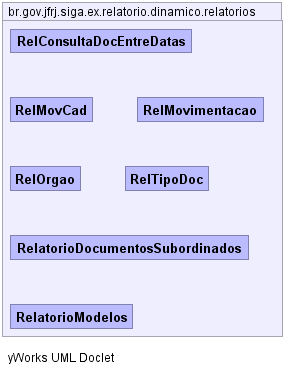 br.gov.jfrj.siga.ex.relatorio.dinamico.relatorios
RelConsultaDocEntreDatas
RelMovCad RelMovimentacao
RelOrgao RelTipoDoc
RelatorioDocumentosSubordinados
RelatorioModelos
yWorks UML Doclet